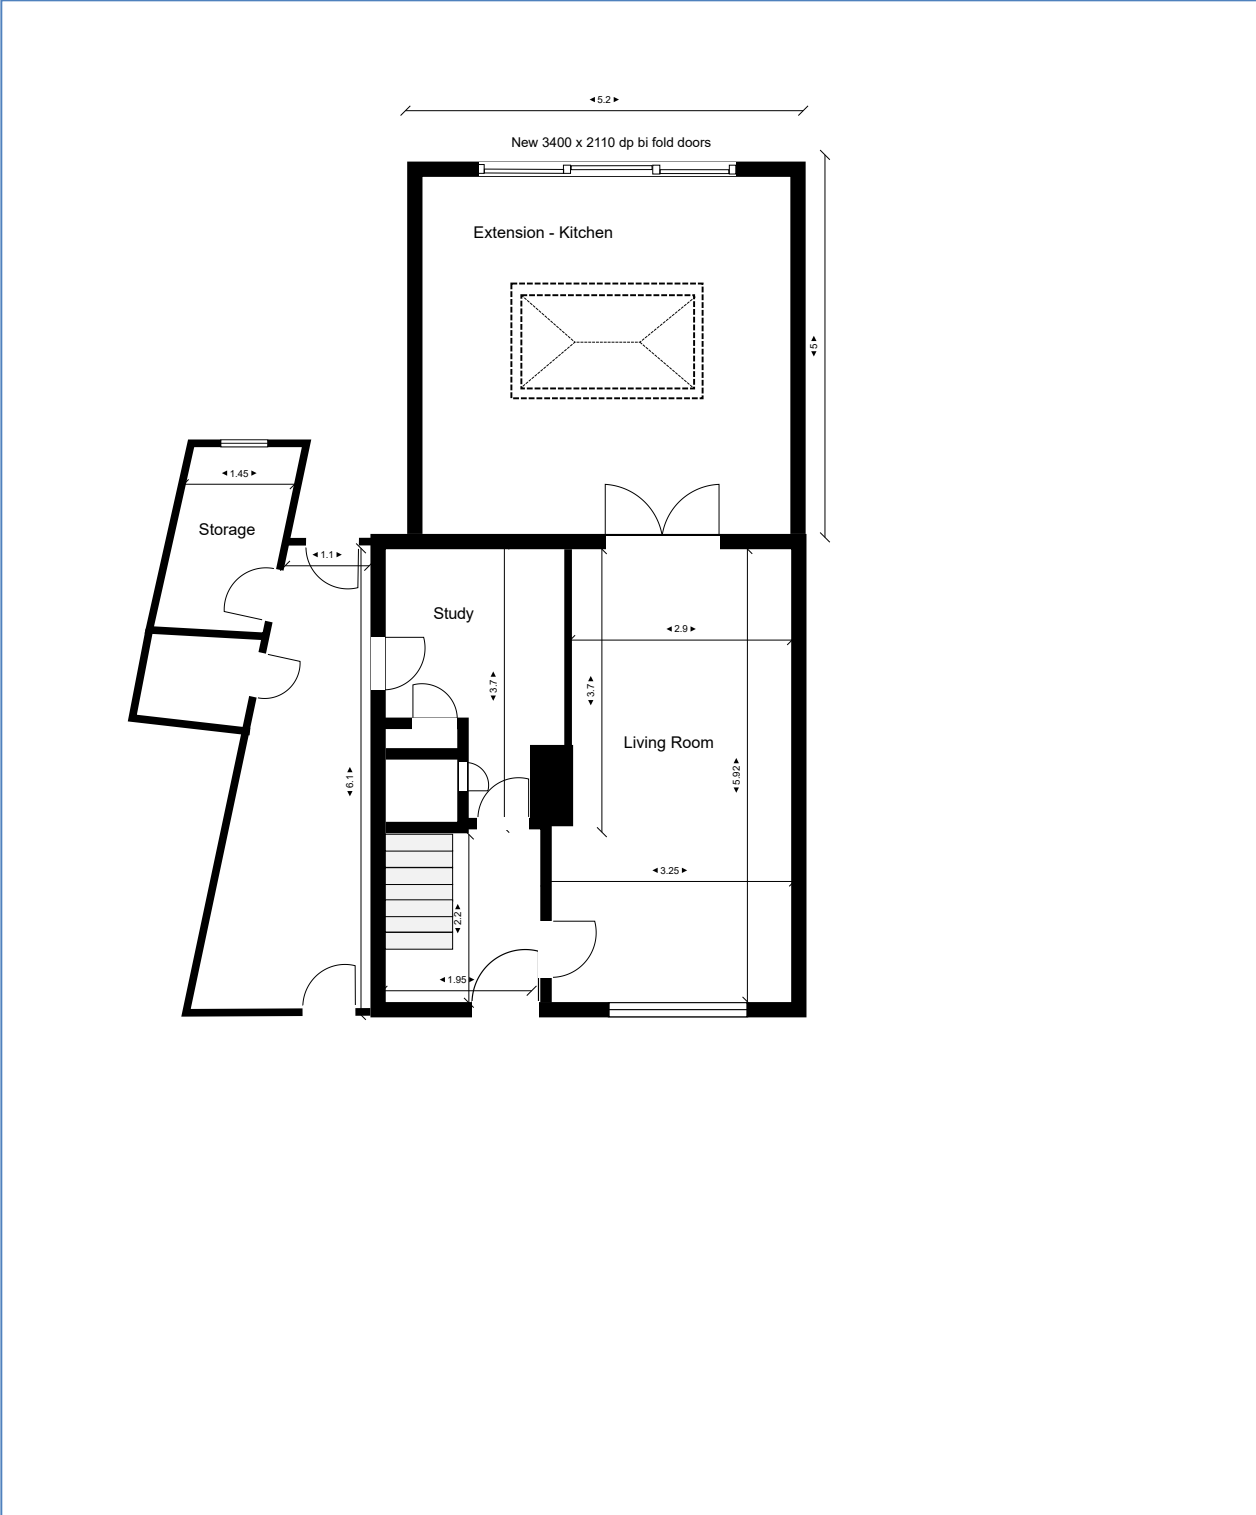 5.2
New 3400 x 2110 dp bi fold doors
Extension - Kitchen
5
1.45
Storage
1.1
Study
2.9
3.7
3.7
Living Room
6.1
5.92
3.25
2.2
1.95